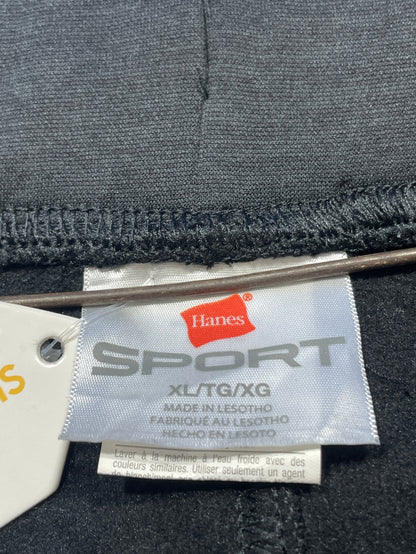 Hanes®
SPORT
XL/TG/XG
MADE IN LESOTHO
FABRIQUÉ AU LESOTHO
HECHO EN LESOTO
Laver à la machine à l'eau froide avec des
couleurs similaires. Utiliser seulement un agent